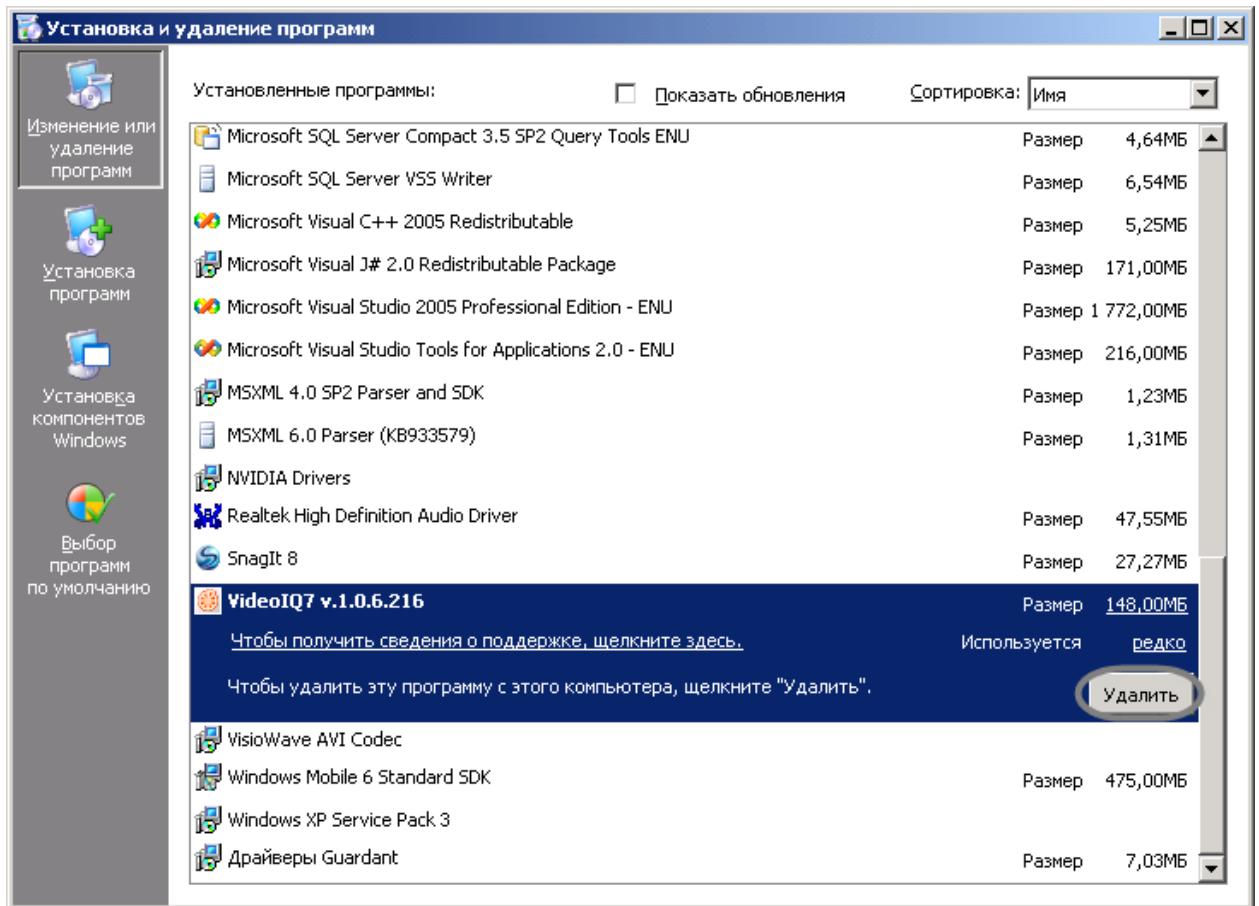 Установка и удаление программ
Изменение или
удаление
программ
Установка
программ
Установка
компонентов
Windows
Выбор
программ
по умолчанию
Установленные программы: Показать обновления Сортировка: Имя
Microsoft SQL Server Compact 3.5 SP2 Query Tools ENU Размер 4,64МБ
Microsoft SQL Server VSS Writer Размер 6,54МБ
Microsoft Visual C++ 2005 Redistributable Размер 5,25МБ
Microsoft Visual J# 2.0 Redistributable Package Размер 171,00МБ
Microsoft Visual Studio 2005 Professional Edition - ENU Размер 1 772,00МБ
Microsoft Visual Studio Tools for Applications 2.0 - ENU Размер 216,00МБ
MSXML 4.0 SP2 Parser and SDK Размер 1,23МБ
MSXML 6.0 Parser (KB933579) Размер 1,31МБ
NVIDIA Drivers
Realtek High Definition Audio Driver Размер 47,55МБ
SnagIt 8 Размер 27,27МБ
VideoIQ7 v.1.0.6.216 Размер 148,00МБ
Чтобы получить сведения о поддержке, щелкните здесь. Используется редко
Чтобы удалить эту программу с этого компьютера, щелкните "Удалить". Удалить
VisioWave AVI Codec
Windows Mobile 6 Standard SDK Размер 475,00МБ
Windows XP Service Pack 3
Драйверы Guardant Размер 7,03МБ